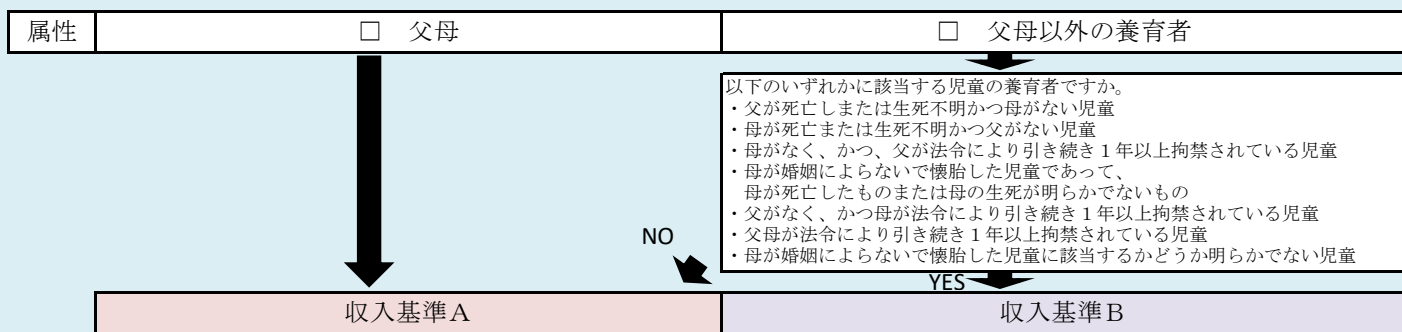 属性 □ 父母 □ 父母以外の養育者
以下のいずれかに該当する児童の養育者ですか。
・父が死亡しまたは生死不明かつ母がない児童
・母が死亡または生死不明かつ父がない児童
・母がなく、かつ、父が法令により引き続き1年以上拘禁されている児童
・母が婚姻によらないで懐胎した児童であって、
母が死亡したものまたは母の生死が明らかでないもの
・父がなく、かつ母が法令により引き続き1年以上拘禁されている児童
・父母が法令により引き続き1年以上拘禁されている児童
・母が婚姻によらないで懐胎した児童に該当するかどうか明らかでない児童
NO
YES
収入基準A 収入基準B